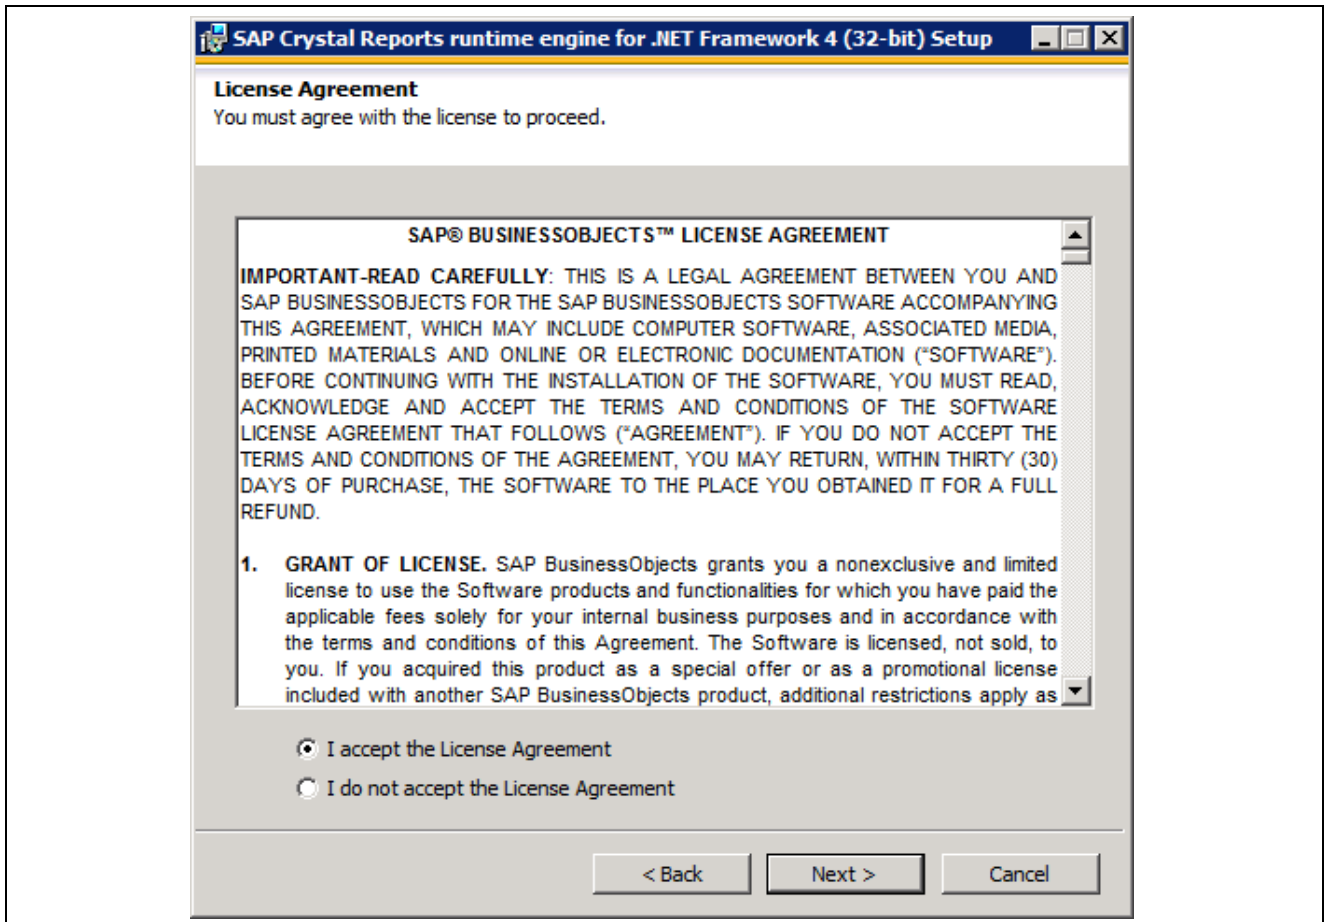 SAP Crystal Reports runtime engine for .NET Framework 4 (32-bit) Setup
License Agreement
You must agree with the license to proceed.
SAP® BUSINESSOBJECTS™ LICENSE AGREEMENT
IMPORTANT-READ CAREFULLY: THIS IS A LEGAL AGREEMENT BETWEEN YOU AND
SAP BUSINESSOBJECTS FOR THE SAP BUSINESSOBJECTS SOFTWARE ACCOMPANYING
THIS AGREEMENT, WHICH MAY INCLUDE COMPUTER SOFTWARE, ASSOCIATED MEDIA,
PRINTED MATERIALS AND ONLINE OR ELECTRONIC DOCUMENTATION (“SOFTWARE”).
BEFORE CONTINUING WITH THE INSTALLATION OF THE SOFTWARE, YOU MUST READ,
ACKNOWLEDGE AND ACCEPT THE TERMS AND CONDITIONS OF THE SOFTWARE
LICENSE AGREEMENT THAT FOLLOWS (“AGREEMENT”). IF YOU DO NOT ACCEPT THE
TERMS AND CONDITIONS OF THE AGREEMENT, YOU MAY RETURN, WITHIN THIRTY (30)
DAYS OF PURCHASE, THE SOFTWARE TO THE PLACE YOU OBTAINED IT FOR A FULL
REFUND.
1. GRANT OF LICENSE. SAP BusinessObjects grants you a nonexclusive and limited
license to use the Software products and functionalities for which you have paid the
applicable fees solely for your internal business purposes and in accordance with
the terms and conditions of this Agreement. The Software is licensed, not sold, to
you. If you acquired this product as a special offer or as a promotional license
included with another SAP BusinessObjects product, additional restrictions apply as
I accept the License Agreement
I do not accept the License Agreement
< Back
Next >
Cancel